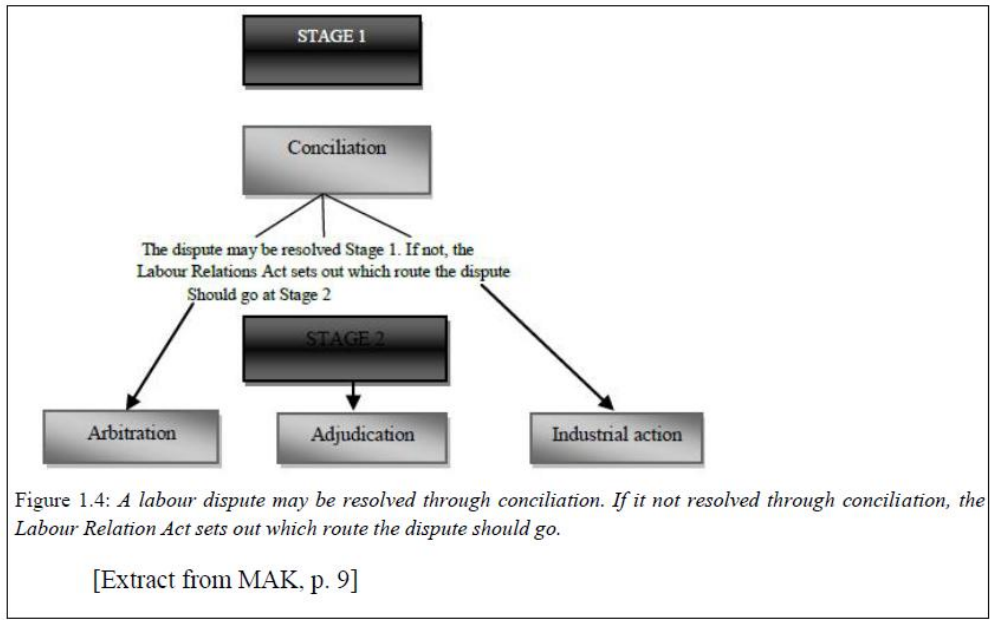 STAGE 1
Conciliation
The dispute may be resolved Stage 1. If not, the
Labour Relations Act sets out which route the dispute
Should go at Stage 2
STAGE 2
Arbitration
Adjudication
Industrial action
Figure 1.4: A labour dispute may be resolved through conciliation. If it not resolved through conciliation, the
Labour Relation Act sets out which route the dispute should go.
[Extract from MAK, p. 9]